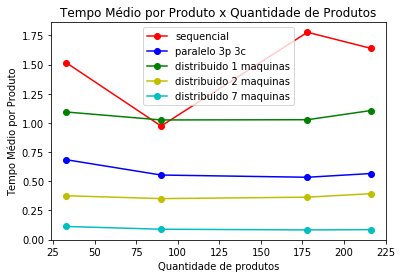 Tempo Médio por Produto x Quantidade de Produtos
Tempo Médio por Produto
1.75
1.50
1.25
1.00
0.75
0.50
0.25
0.00
sequencial
paralelo 3p 3c
distribuido 1 maquinas
distribuido 2 maquinas
distribuido 7 maquinas
25 50 75 100 125 150 175 200 225
Quantidade de produtos